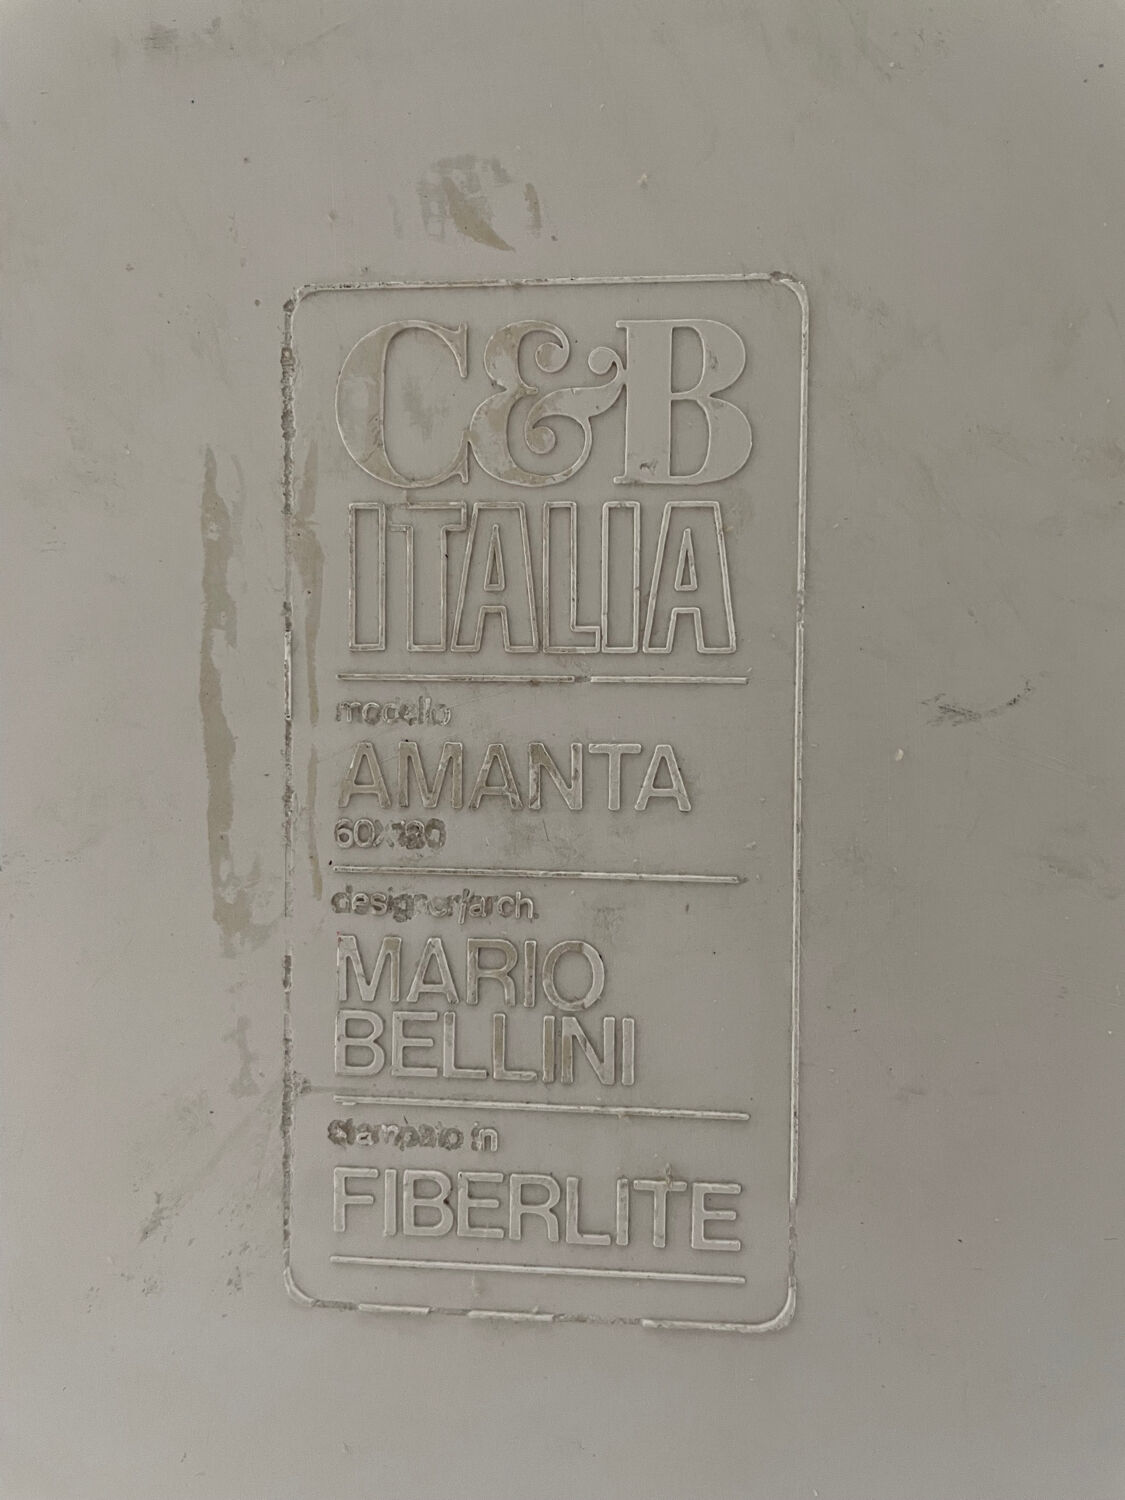 C&B
ITALIA
modello
AMANTA
60X180
designer/arch.
MARIO
BELLINI
stampato in
FIBERLITE